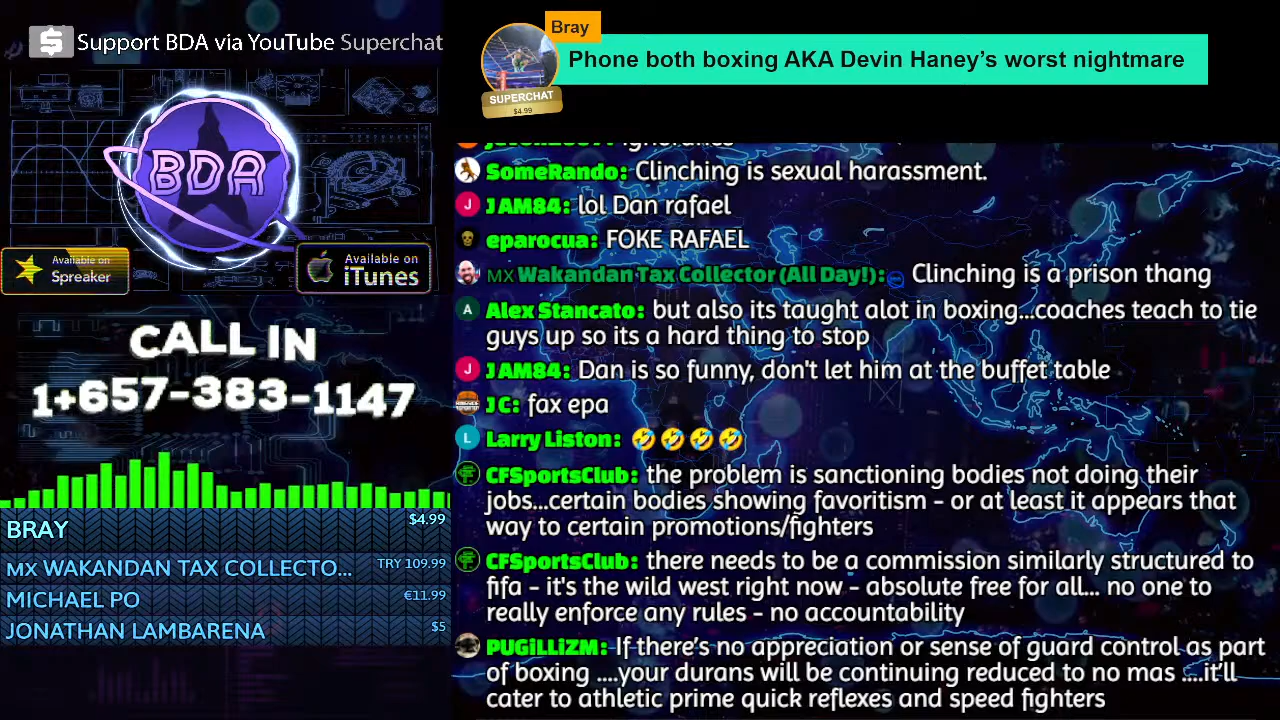 Support BDA via YouTube Superchat
BDA
Available on
Spreaker
Available on
iTunes
CALL IN
1+657-383-1147
BRAY $4.99
MX WAKANDAN TAX COLLECTO... TRY 109.99
MICHAEL PO €11.99
JONATHAN LAMBARENA $5
Bray
Phone both boxing AKA Devin Haney's worst nightmare
SUPERCHAT
$4.99
SomeRando: Clinching is sexual harassment.
J AM84: lol Dan rafael
eparocua: FOKE RAFAEL
MX Wakandan Tax Collector (All Day!): Clinching is a prison thang
Alex Stancato: but also its taught alot in boxing...coaches teach to tie
guys up so its a hard thing to stop
J AM84: Dan is so funny, don't let him at the buffet table
J C: fax epa
Larry Liston: 🤣🤣🤣🤣
CFSportsClub: the problem is sanctioning bodies not doing their
jobs...certain bodies showing favoritism - or at least it appears that
way to certain promotions/fighters
CFSportsClub: there needs to be a commission similarly structured to
fifa - it's the wild west right now - absolute free for all... no one to
really enforce any rules - no accountability
PUGiLLiZM: If there's no appreciation or sense of guard control as part
of boxing ....your durans will be continuing reduced to no mas ....it'll
cater to athletic prime quick reflexes and speed fighters